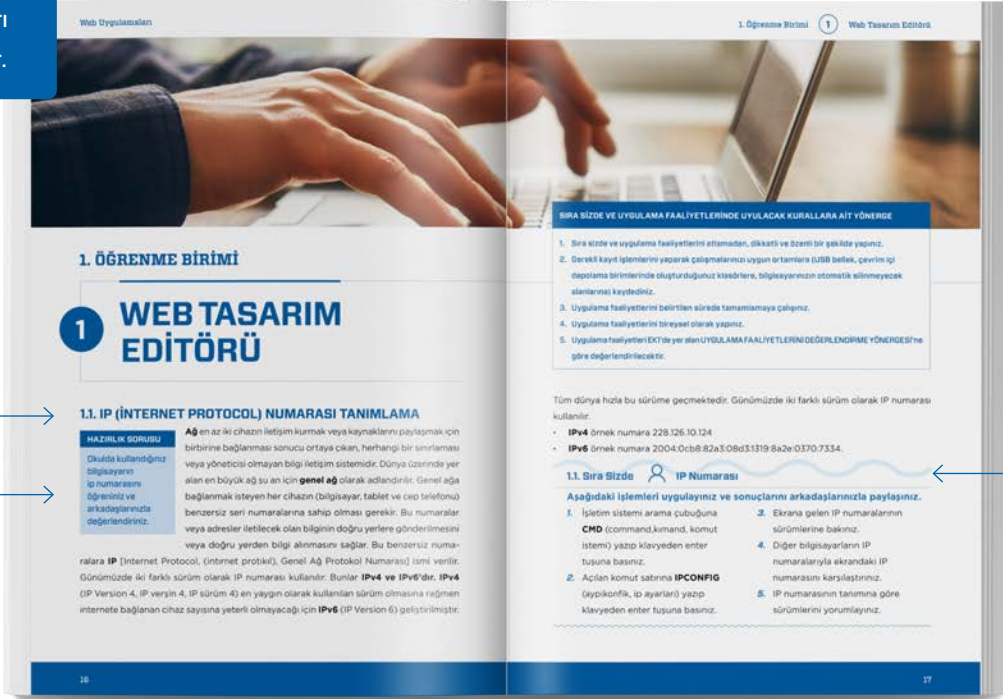 ı
r.
Web Uygulamaları
1. Öğrenme Birimi 1 Web Tasarım Editörü
1. ÖĞRENME BİRİMİ
1
WEB TASARIM
EDİTÖRÜ
1.1. IP (İNTERNET PROTOCOL) NUMARASI TANIMLAMA
HAZIRLIK SORUSU
Okulda kullandığınız
bilgisayarın
ip numarasını
öğreniniz ve
arkadaşlarınızla
değerlendiriniz.
Ağ en az iki cihazın iletişim kurmak veya kaynaklarını paylaşmak için
birbirine bağlanması sonucu ortaya çıkan, herhangi bir sınırlaması
veya yöneticisi olmayan bilgi iletişim sistemidir. Dünya üzerinde yer
alan en büyük ağ şu an için genel ağ olarak adlandırılır. Genel ağa
bağlanmak isteyen her cihazın (bilgisayar, tablet ve cep telefonu)
benzersiz seri numaralarına sahip olması gerekir. Bu numaralar
veya adresler iletilecek olan bilginin doğru yerlere gönderilmesini
veya doğru yerden bilgi alınmasını sağlar. Bu benzersiz numa-
ralara IP [Internet Protocol, (intırnet protıkıl), Genel Ağ Protokol Numarası] ismi verilir.
Günümüzde iki farklı sürüm olarak IP numarası kullanılır. Bunlar IPv4 ve IPv6'dır. IPv4
(IP Version 4, IP verşın 4, IP sürüm 4) en yaygın olarak kullanılan sürüm olmasına rağmen
internete bağlanan cihaz sayısına yeterli olmayacağı için IPv6 (IP Version 6) geliştirilmiştir.
16
SIRA SİZDE VE UYGULAMA FAALİYETLERİNDE UYULACAK KURALLARA AİT YÖNERGE
1. Sıra sizde ve uygulama faaliyetlerini atlamadan, dikkatli ve özenli bir şekilde yapınız.
2. Gerekli kayıt işlemlerini yaparak çalışmalarınızı uygun ortamlara (USB bellek, çevrim içi
depolama birimlerinde oluşturduğunuz klasörlere, bilgisayarınızın otomatik silinmeyecek
alanlarına) kaydediniz.
3. Uygulama faaliyetlerini belirtilen sürede tamamlamaya çalışınız.
4. Uygulama faaliyetlerini bireysel olarak yapınız.
5. Uygulama faaliyetleri EK1'de yer alan UYGULAMA FAALİYETLERİNİ DEĞERLENDİRME YÖNERGESİ'ne
göre değerlendirilecektir.
Tüm dünya hızla bu sürüme geçmektedir. Günümüzde iki farklı sürüm olarak IP numarası
kullanılır.
• IPv4 örnek numara 228.126.10.124
• IPv6 örnek numara 2004:0cb8:82a3:08d3:1319:8a2e:0370:7334.
1.1. Sıra Sizde IP Numarası
Aşağıdaki işlemleri uygulayınız ve sonuçlarını arkadaşlarınızla paylaşınız.
1. İşletim sistemi arama çubuğuna
CMD (command,kımand, komut
istemi) yazıp klavyeden enter
tuşuna basınız.
2. Açılan komut satırına IPCONFIG
(aypikonfik, ip ayarları) yazıp
klavyeden enter tuşuna basınız.
3. Ekrana gelen IP numaralarının
sürümlerine bakınız.
4. Diğer bilgisayarların IP
numaralarıyla ekrandaki IP
numarasını karşılaştırınız.
5. IP numarasının tanımına göre
sürümlerini yorumlayınız.
17